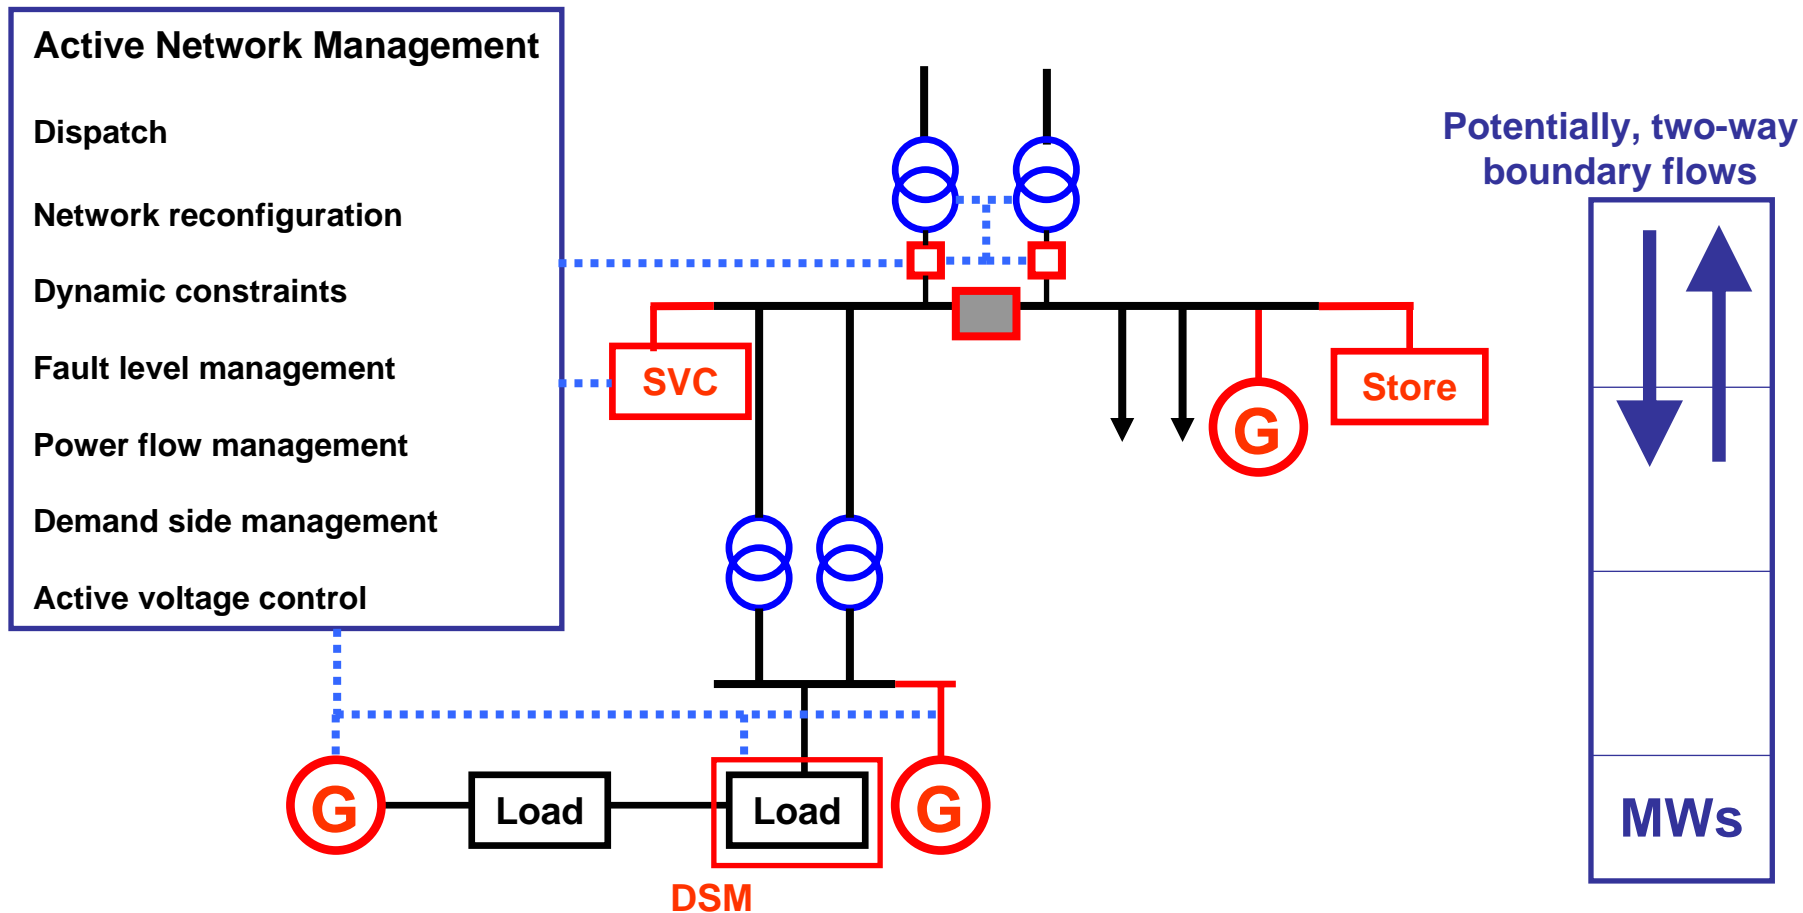 Active Network Management
Dispatch
Network reconfiguration
Dynamic constraints
Fault level management
Power flow management
Demand side management
Active voltage control
Potentially, two-way
boundary flows
SVC
G
Store
G
Load
Load
G
MWs
DSM